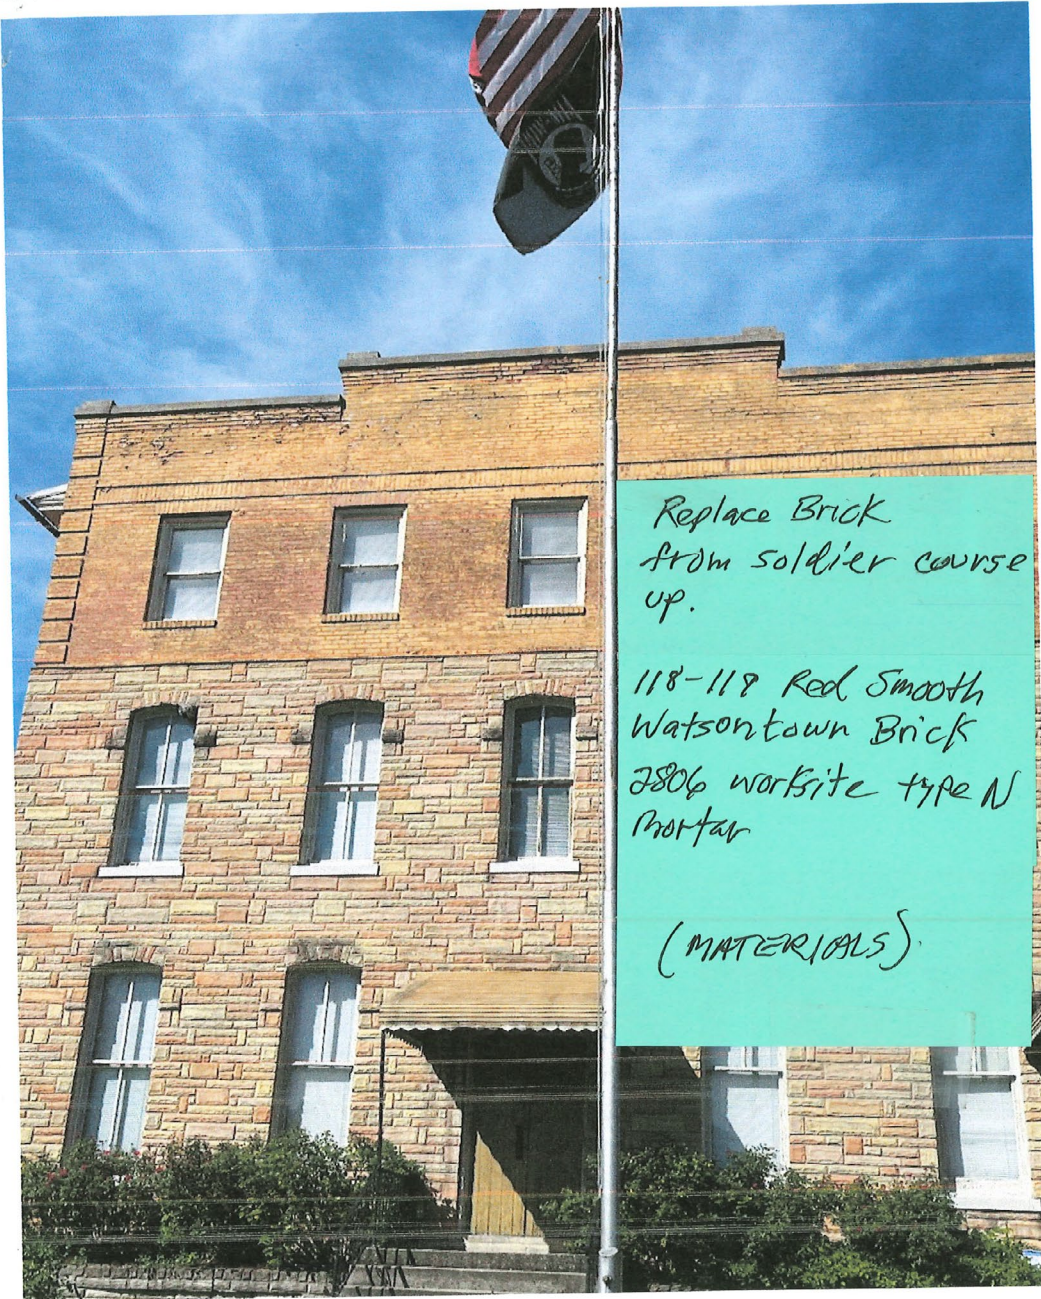 Replace Brick
from soldier course
up.
118-118 Red Smooth
Watsontown Brick
2806 worksite type N
Mortar
(MATERIALS).